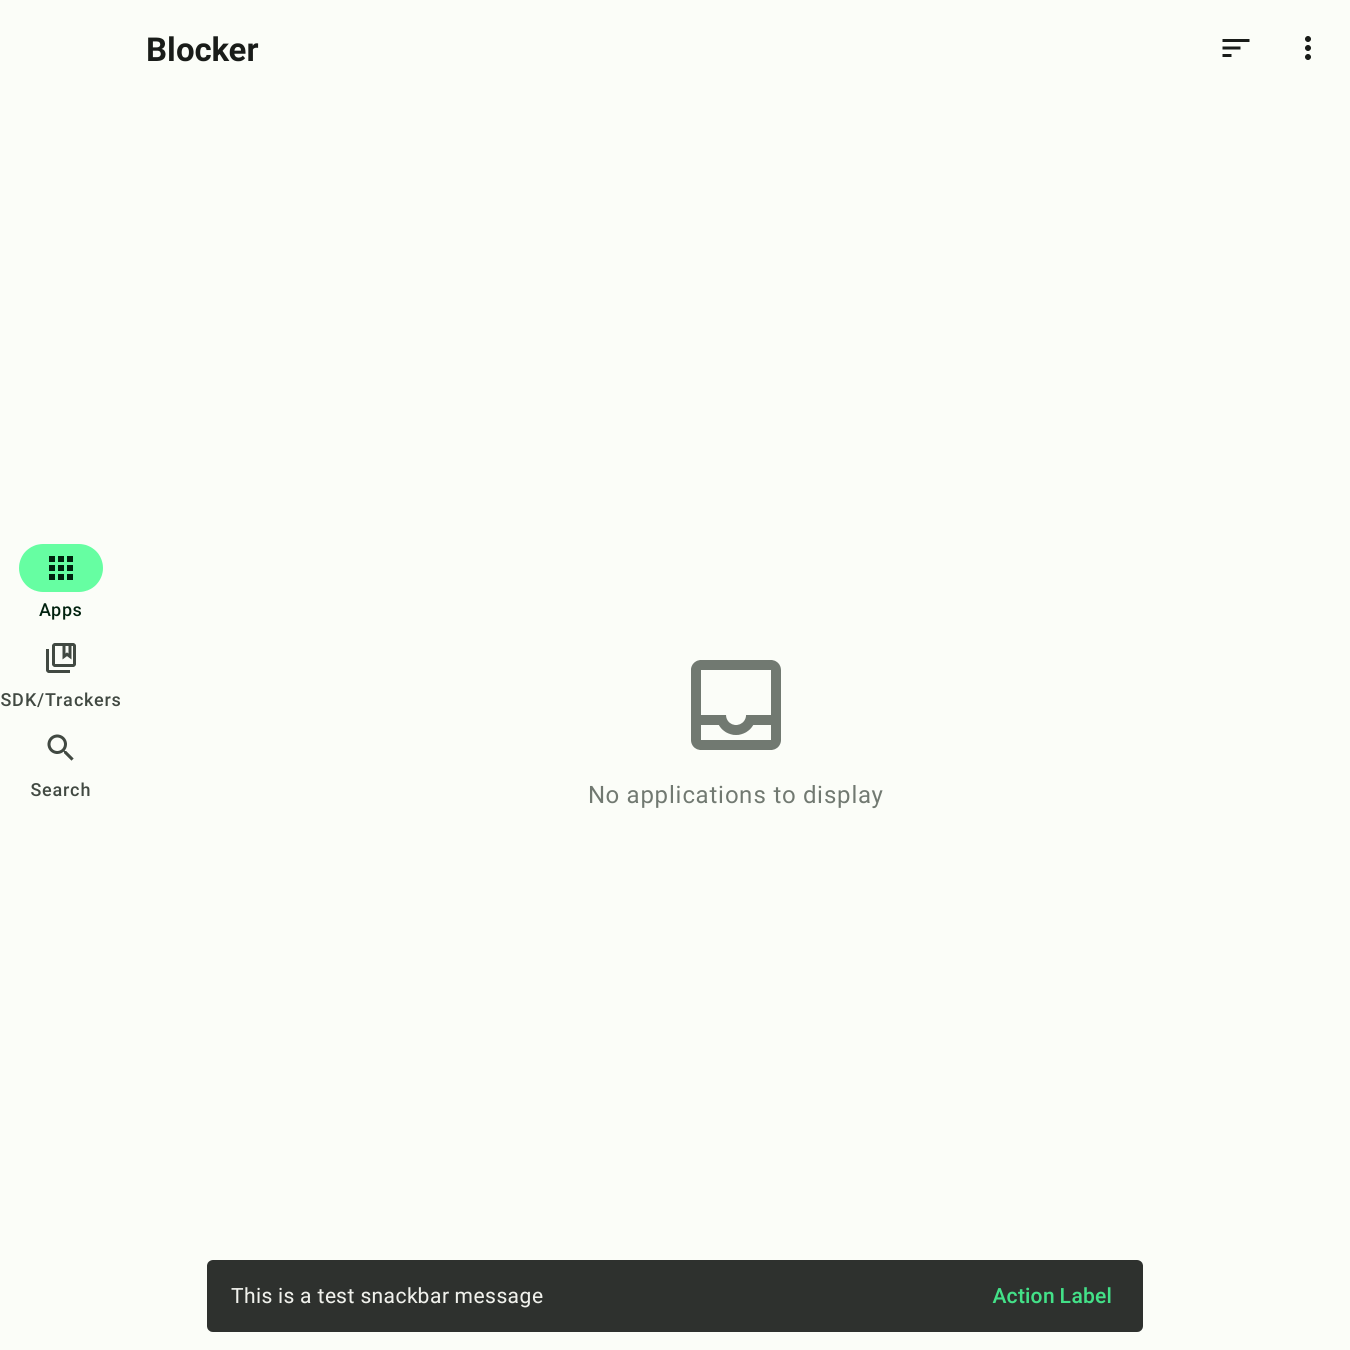 Blocker
Apps
SDK/Trackers
Search
No applications to display
This is a test snackbar message
Action Label